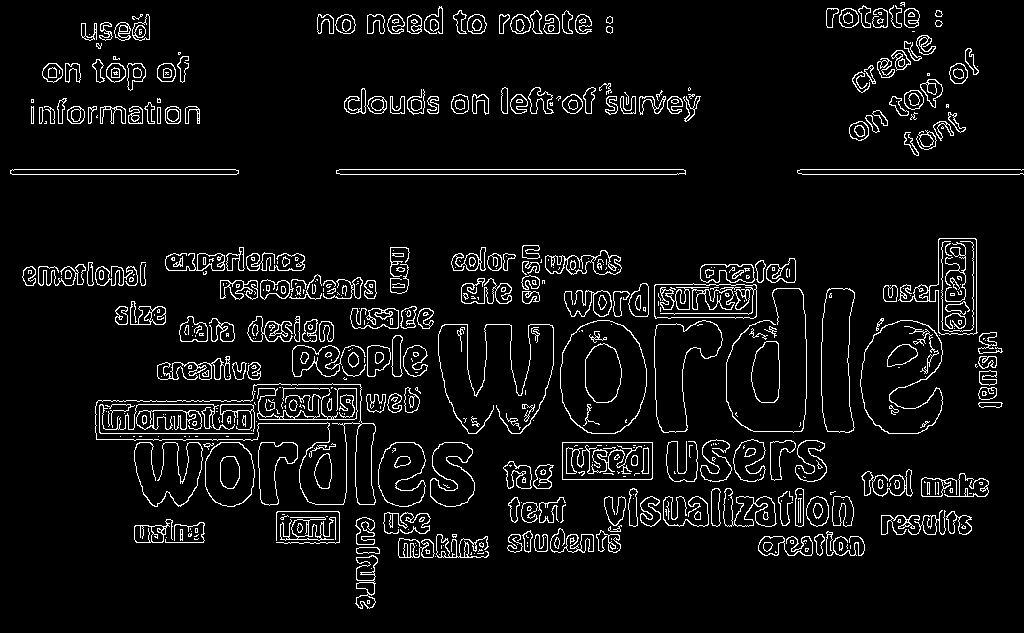 used
on top of
information
no need to rotate :
clouds on left of survey
rotate :
create
on top of
font
emotional
experience
respondents
non
color
uses
words
site
word
survey
created
user
create
size
data
design
usage
people
creative
wordle
visual
information
clouds
web
wordles
used
users
tag
tool
make
text
visualization
results
using
font
culture
use
making
students
creation